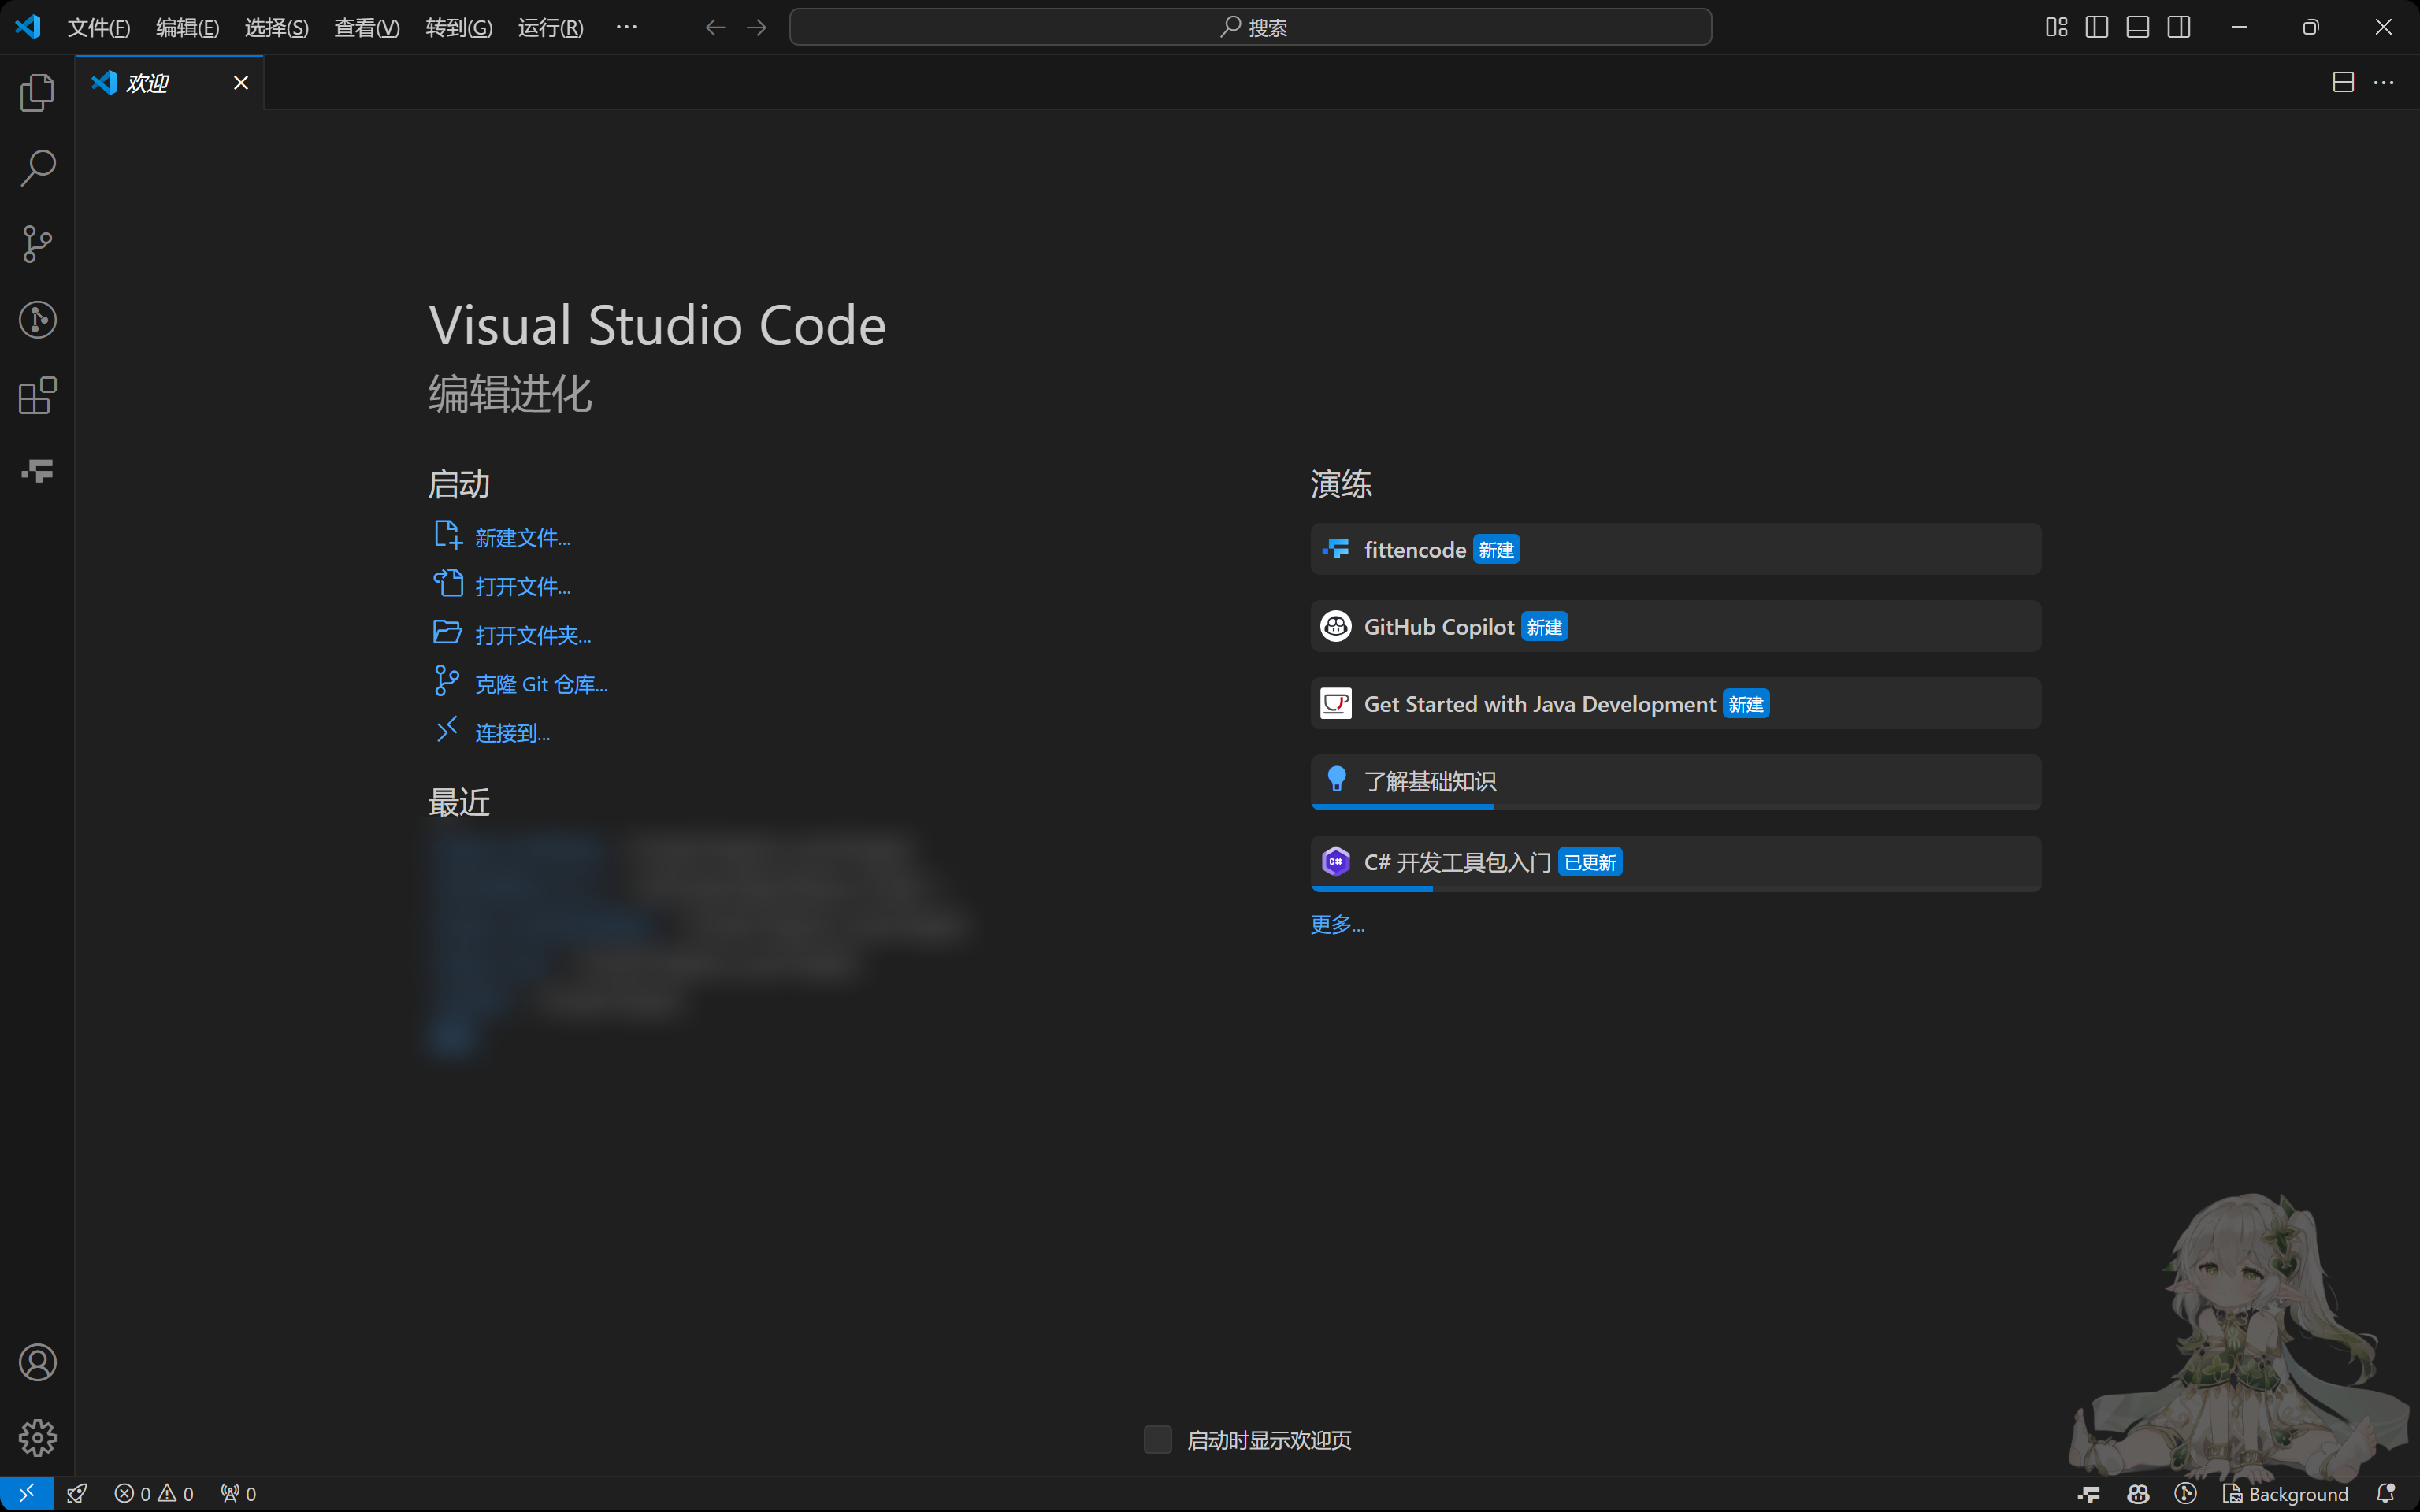 文件(F) 编辑(E) 选择(S) 查看(V) 转到(G) 运行(R) ··· 搜索
欢迎
Visual Studio Code
编辑进化
启动
新建文件...
打开文件...
打开文件夹...
克隆 Git 仓库...
连接到...
最近
演练
fittencode 新建
GitHub Copilot 新建
Get Started with Java Development 新建
了解基础知识
C# 开发工具包入门 已更新
更多...
启动时显示欢迎页
0 0 0 Background